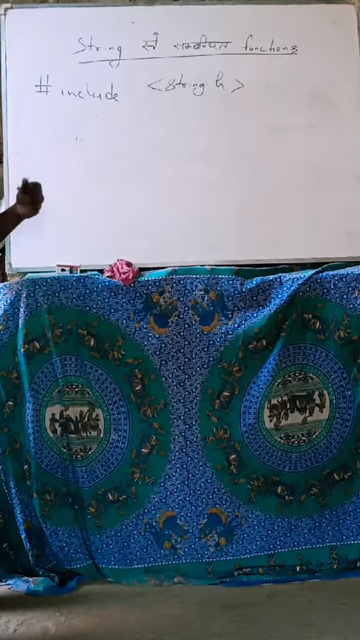 String से सम्बन्धित functions
# include <string h>